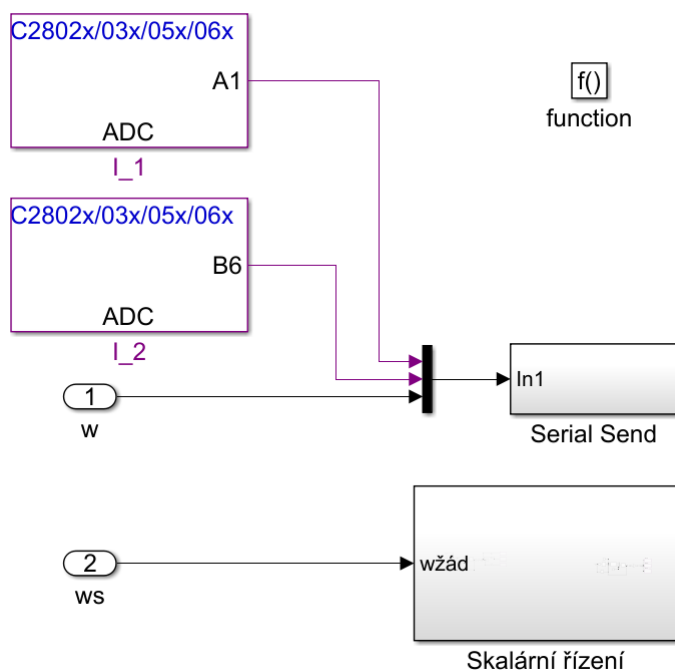 C2802x/03x/05x/06x
A1
ADC
I_1
f()
function
C2802x/03x/05x/06x
B6
ADC
I_2
1
w
In1
Serial Send
2
ws
wžád
Skalární řízení